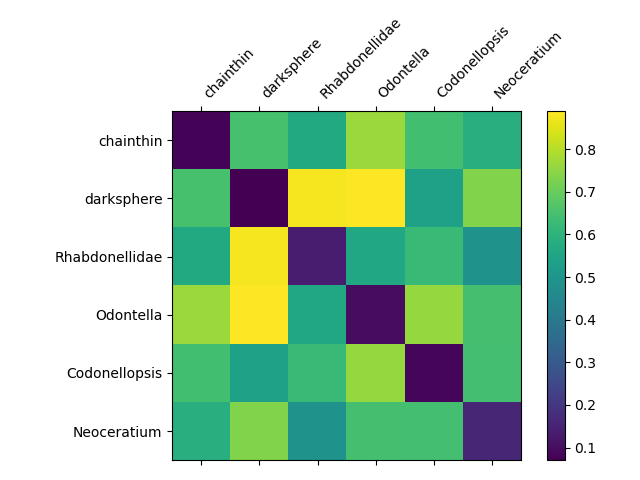 chainthin
darksphere
Rhabdonellidae
Odontella
Codonellopsis
Neoceratium
chainthin
darksphere
Rhabdonellidae
Odontella
Codonellopsis
Neoceratium
0.8
0.7
0.6
0.5
0.4
0.3
0.2
0.1